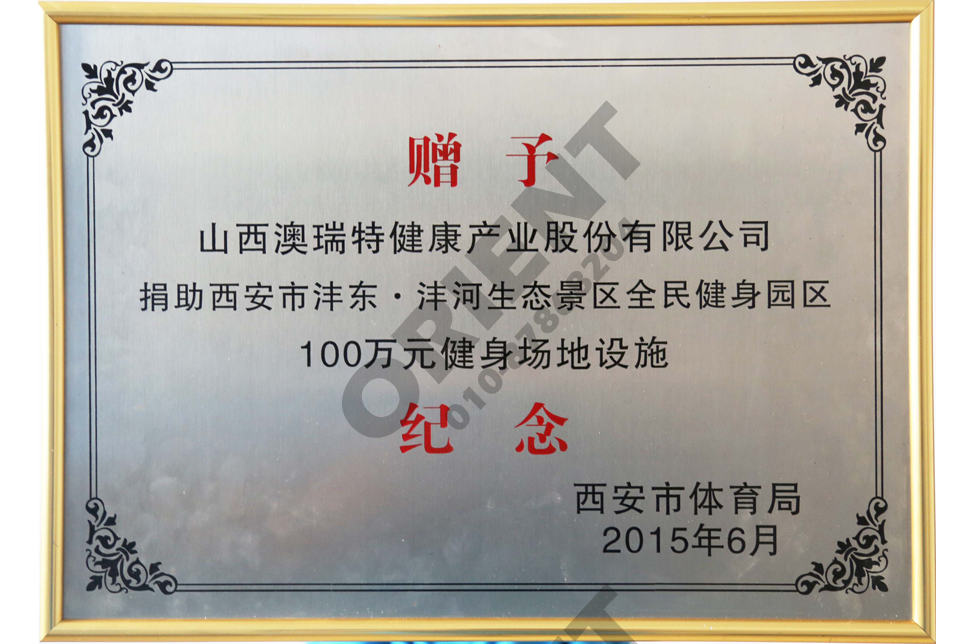 赠 予
山西澳瑞特健康产业股份有限公司
捐助西安市沣东·沣河生态景区全民健身园区
100万元健身场地设施
纪 念
西安市体育局
2015年6月
ORIENT